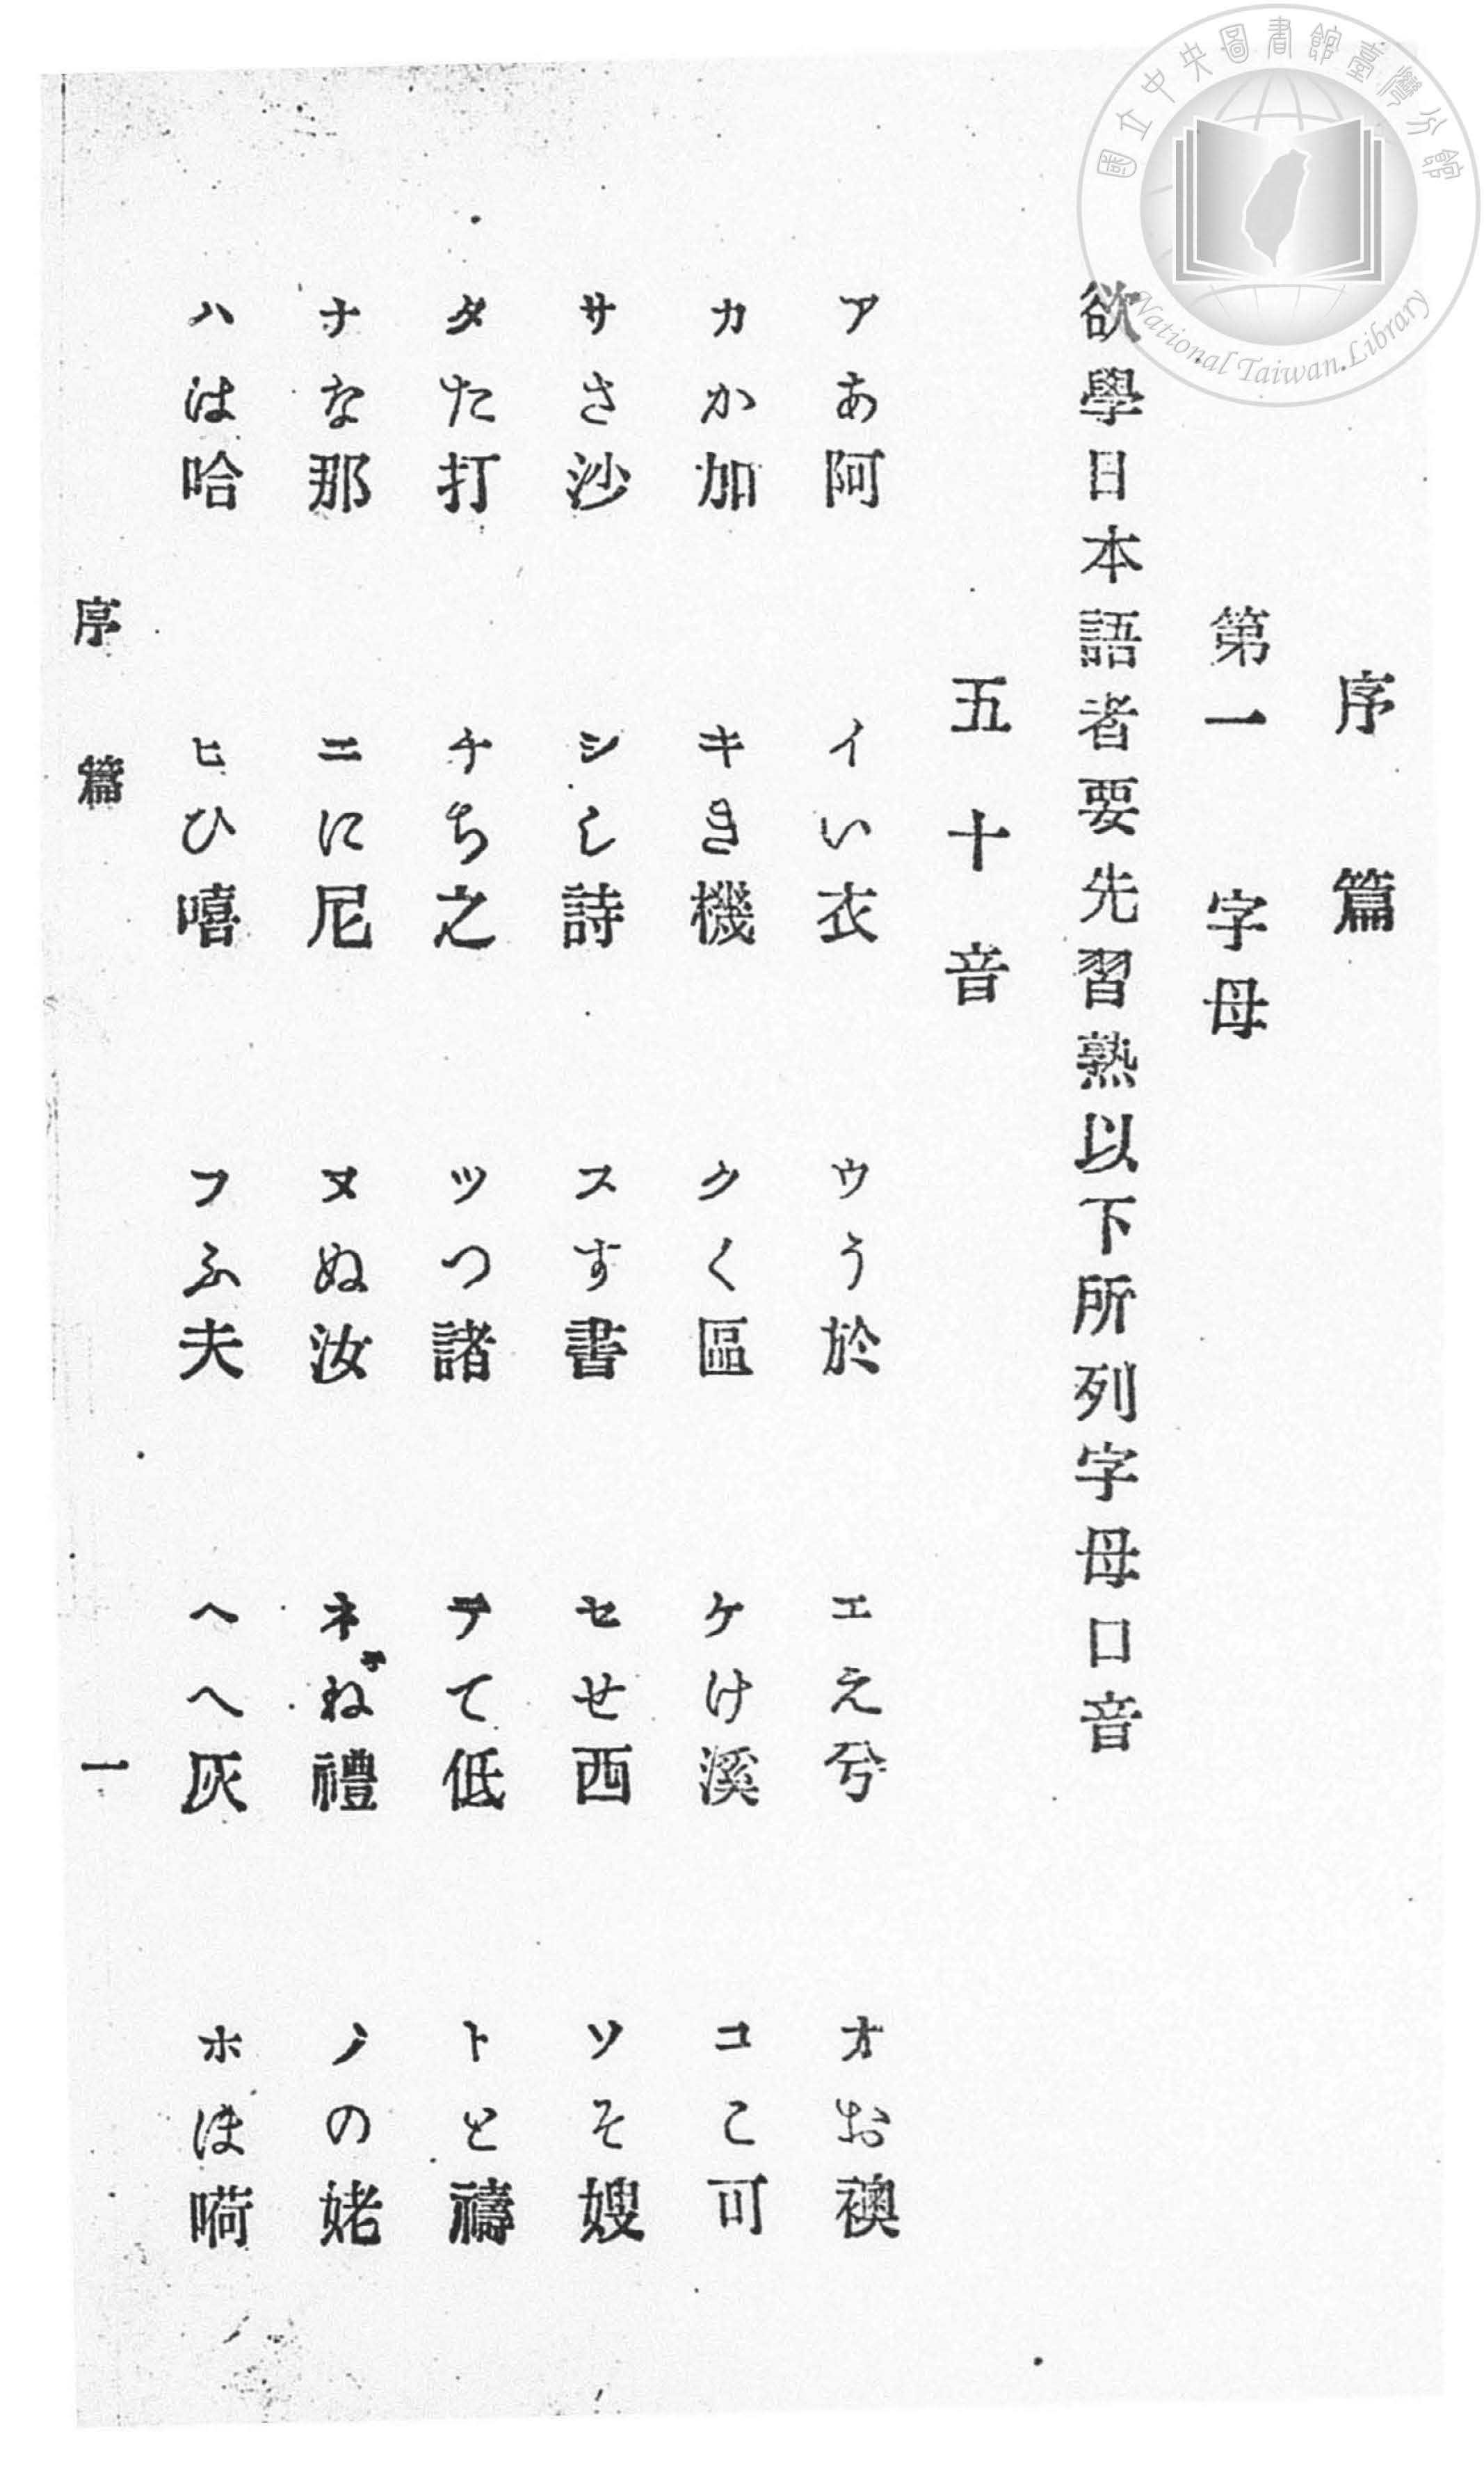 序篇
第一 字母
欲學日本語者要先習熟以下所列字母口音
五十音
アあ阿 イい衣 ウう於 エえ兮 オお襖
カか加 キき機 クく區 ケけ溪 コこ可
サさ沙 シし詩 スす書 セせ西 ソそ嫂
タた打 チち之 ツつ諸 テて低 トと禱
ナな那 ニに尼 ヌぬ汝 ネね禮 ノの姥
ハは哈 ヒひ嘻 フふ夫 ヘへ灰 ホほ嗬
序篇
一
國立中央圖書館臺灣分館
National Taiwan Library